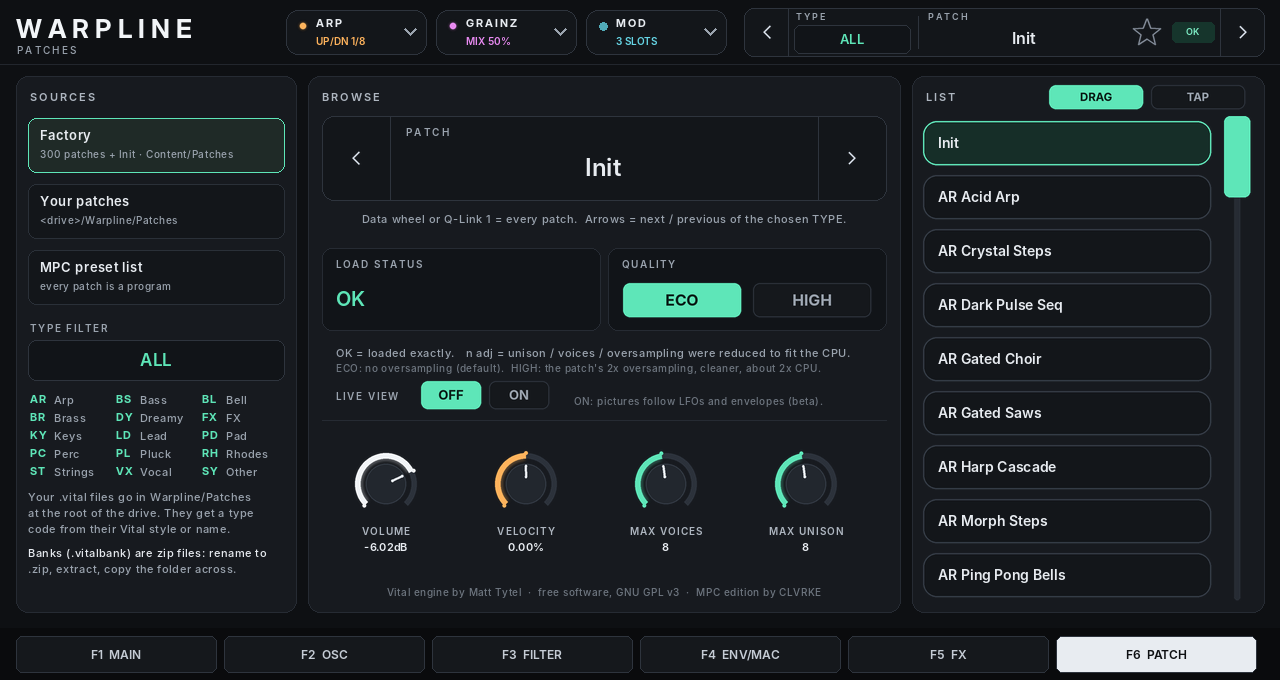 WARPLINE
PATCHES
ARP
UP/DN 1/8
GRAINZ
MIX 50%
MOD
3 SLOTS
TYPE
ALL
PATCH
Init
OK
SOURCES
Factory
300 patches + Init · Content/Patches
Your patches
<drive>/Warpline/Patches
MPC preset list
every patch is a program
TYPE FILTER
ALL
AR Arp BS Bass BL Bell
BR Brass DY Dreamy FX FX
KY Keys LD Lead PD Pad
PC Perc PL Pluck RH Rhodes
ST Strings VX Vocal SY Other
Your .vital files go in Warpline/Patches
at the root of the drive. They get a type
code from their Vital style or name.
Banks (.vitalbank) are zip files: rename to
.zip, extract, copy the folder across.
BROWSE
PATCH
Init
Data wheel or Q-Link 1 = every patch. Arrows = next / previous of the chosen TYPE.
LOAD STATUS
OK
QUALITY
ECO HIGH
OK = loaded exactly. n adj = unison / voices / oversampling were reduced to fit the CPU.
ECO: no oversampling (default). HIGH: the patch's 2x oversampling, cleaner, about 2x CPU.
LIVE VIEW OFF ON ON: pictures follow LFOs and envelopes (beta).
VOLUME VELOCITY MAX VOICES MAX UNISON
-6.02dB 0.00% 8 8
Vital engine by Matt Tytel · free software, GNU GPL v3 · MPC edition by CLVRKE
LIST DRAG TAP
Init
AR Acid Arp
AR Crystal Steps
AR Dark Pulse Seq
AR Gated Choir
AR Gated Saws
AR Harp Cascade
AR Morph Steps
AR Ping Pong Bells
F1 MAIN F2 OSC F3 FILTER F4 ENV/MAC F5 FX F6 PATCH